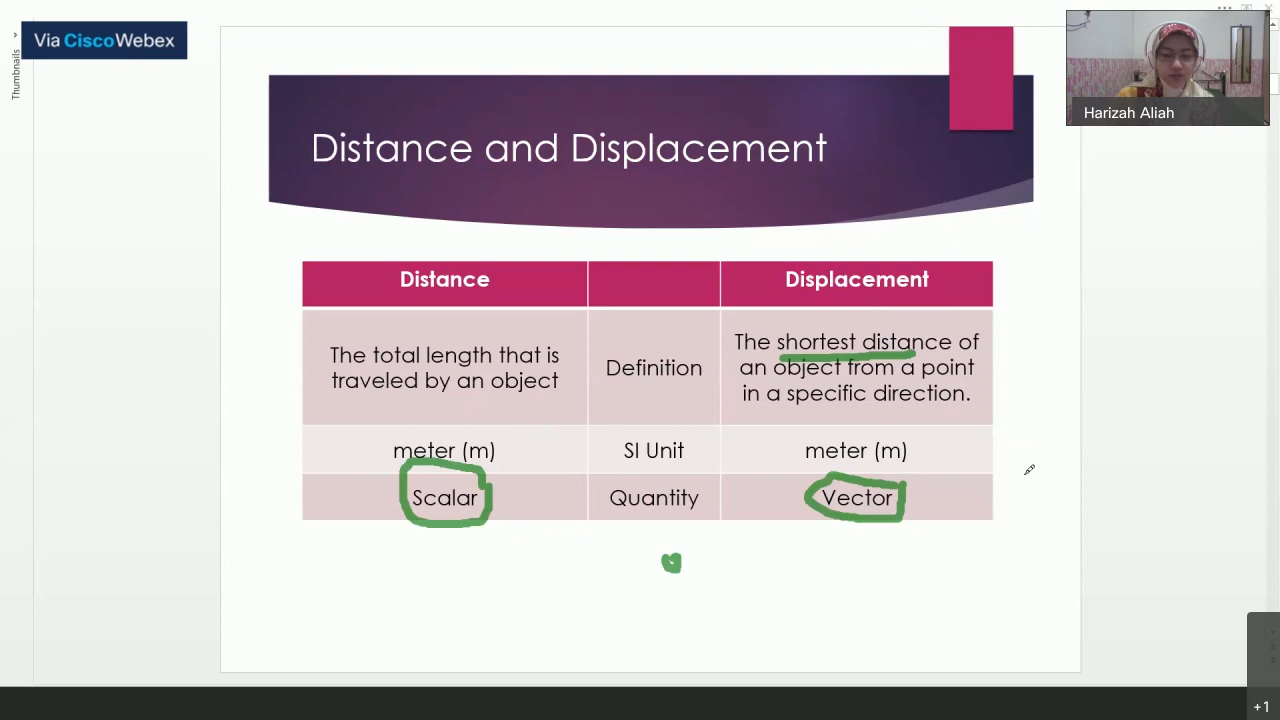 Thumbnails
Via Cisco Webex
Harizah Aliah
Distance and Displacement
Distance
Displacement
The total length that is
traveled by an object
Definition
The shortest distance of
an object from a point
in a specific direction.
meter (m)
SI Unit
meter (m)
Scalar
Quantity
Vector
+1